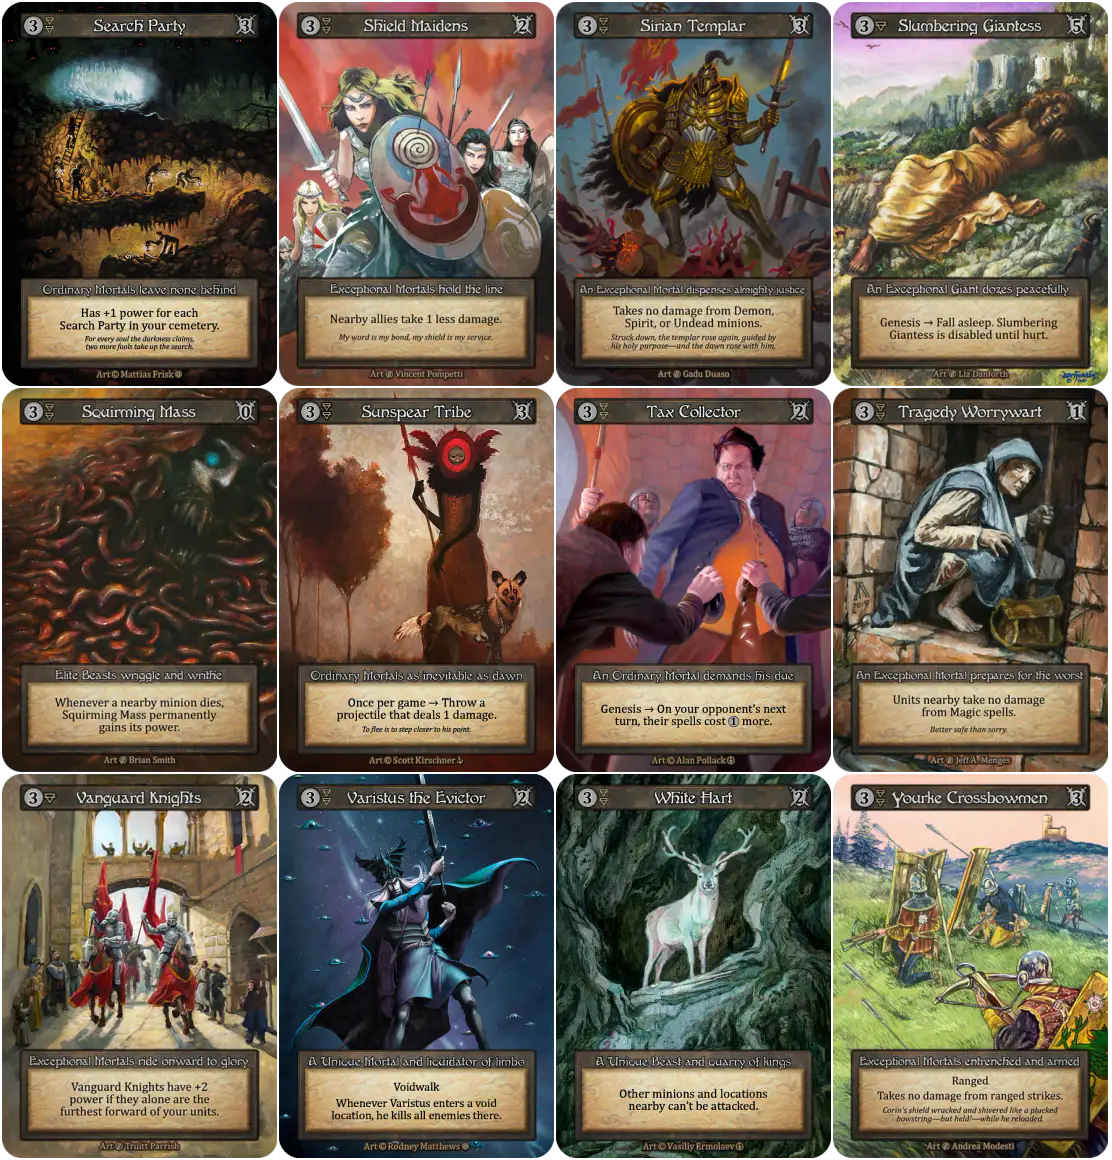 3 Search Party 3
Ordinary Mortals leave none behind
Has +1 power for each
Search Party in your cemetery.
For every soul the darkness claims,
two more fools take up the search.
Art © Mattias Frisk
3 Shield Maidens 2
Exceptional Mortals hold the line
Nearby allies take 1 less damage.
My word is my bond, my shield is my service.
Art Vincent Pompetti
3 Sirian Templar 3
An Exceptional Mortal dispenses almighty justice
Takes no damage from Demon,
Spirit, or Undead minions.
Struck down, the templar rose again, guided by
his holy purpose—and the dawn rose with him.
Art Gadu Duaso
3 Slumbering Giantess 5
An Exceptional Giant dozes peacefully
Genesis → Fall asleep. Slumbering
Giantess is disabled until hurt.
Art Liz Danforth
3 Squirming Mass 0
Elite Beasts wriggle and writhe
Whenever a nearby minion dies,
Squirming Mass permanently
gains its power.
Art Brian Smith
3 Sunspear Tribe 3
Ordinary Mortals as inevitable as dawn
Once per game → Throw a
projectile that deals 1 damage.
To flee is to step closer to his point.
Art © Scott Kirschner
3 Tax Collector 2
An Ordinary Mortal demands his due
Genesis → On your opponent's next
turn, their spells cost 1 more.
Art © Alan Pollack
3 Tragedy Worrywart 1
2019
An Exceptional Mortal prepares for the worst
Units nearby take no damage
from Magic spells.
Better safe than sorry.
Art Jeff A. Menges
3 Vanguard Knights 2
Exceptional Mortals ride onward to glory
Vanguard Knights have +2
power if they alone are the
furthest forward of your units.
Art Truitt Parrish
3 Varistus the Evictor 2
A Unique Mortal and liquidator of limbo
Voidwalk
Whenever Varistus enters a void
location, he kills all enemies there.
Art © Rodney Matthews
3 White Hart 2
A Unique Beast and quarry of kings
Other minions and locations
nearby can't be attacked.
Art © Vasiliy Ermolaev
3 Yourke Crossbowmen 3
Exceptional Mortals entrenched and armed
Ranged
Takes no damage from ranged strikes.
Corin's shield wracked and shivered like a plucked
bowstring—but held!—while he reloaded.
Art Andrea Modesti